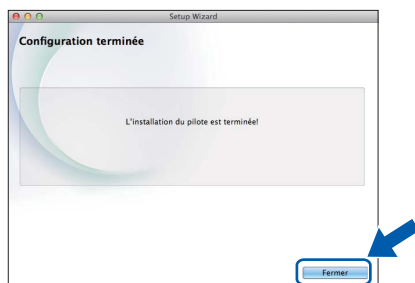 Setup Wizard
Configuration terminée
L'installation du pilote est terminée!
Fermer